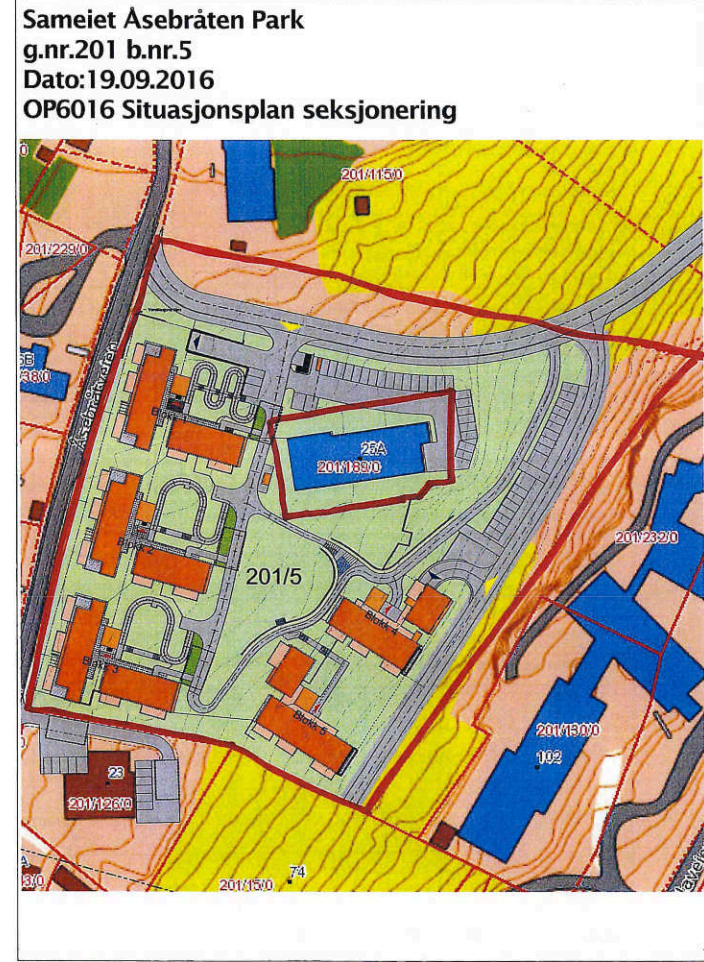 Sameiet Åsebråten Park
g.nr.201 b.nr.5
Dato:19.09.2016
OP6016 Situasjonsplan seksjonering
201/115/0
201/229/0
Åsebråtveien
25A
201/189/0
201/232/0
201/5
Blokk 4
Blokk 5
201/130/0
102
23
201/126/0
74
201/15/0